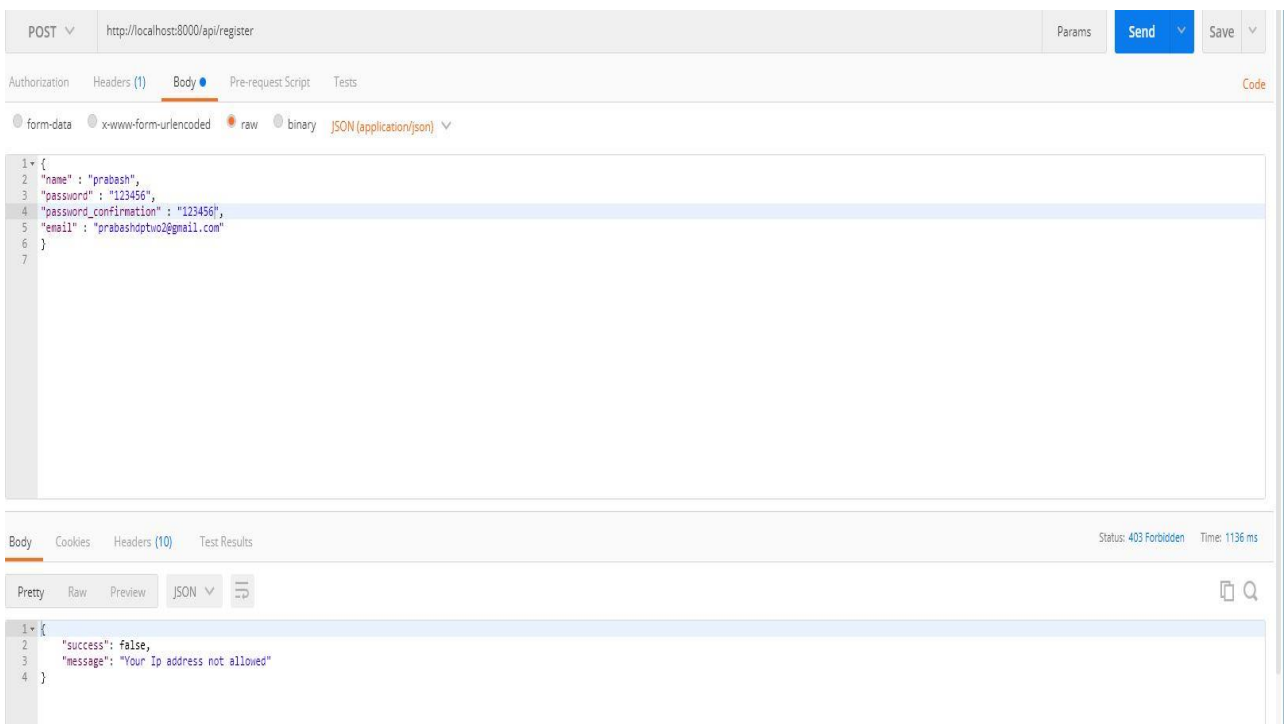 POST http://localhost:8000/api/register Params Send Save
Authorization Headers (1) Body Pre-request Script Tests Code
form-data x-www-form-urlencoded raw binary JSON (application/json)
1 {
2 "name" : "prabash",
3 "password" : "123456",
4 "password_confirmation" : "123456",
5 "email" : "prabashdptwo2@gmail.com"
6 }
7
Body Cookies Headers (10) Test Results Status: 403 Forbidden Time: 1136 ms
Pretty Raw Preview JSON
1 {
2 "success": false,
3 "message": "Your Ip address not allowed"
4 }